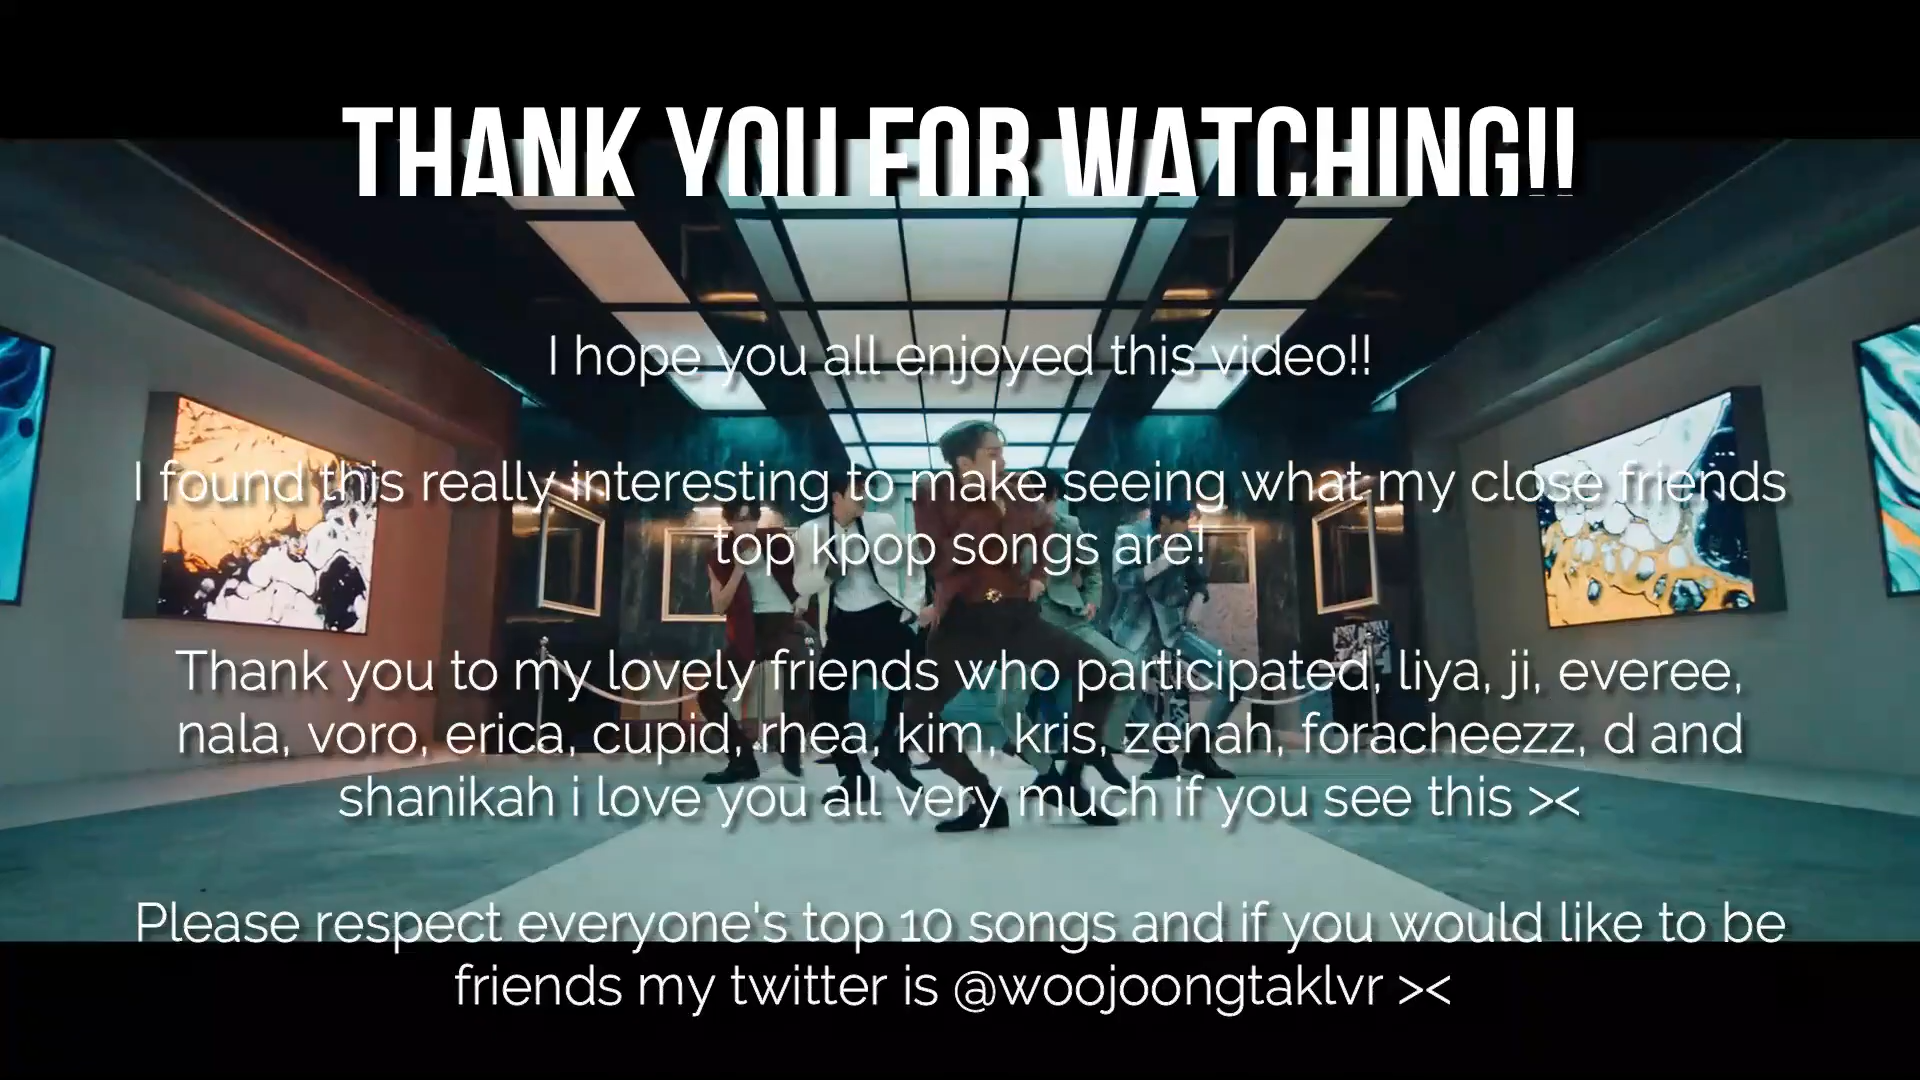 THANK YOU FOR WATCHING!!
I hope you all enjoyed this video!!
I found this really interesting to make seeing what my close friends
top kpop songs are!
Thank you to my lovely friends who participated, liya, ji, everee,
nala, voro, erica, cupid, rhea, kim, kris, zenah, foracheezz, d and
shanikah i love you all very much if you see this ><
Please respect everyone's top 10 songs and if you would like to be
friends my twitter is @woojoongtaklvr ><